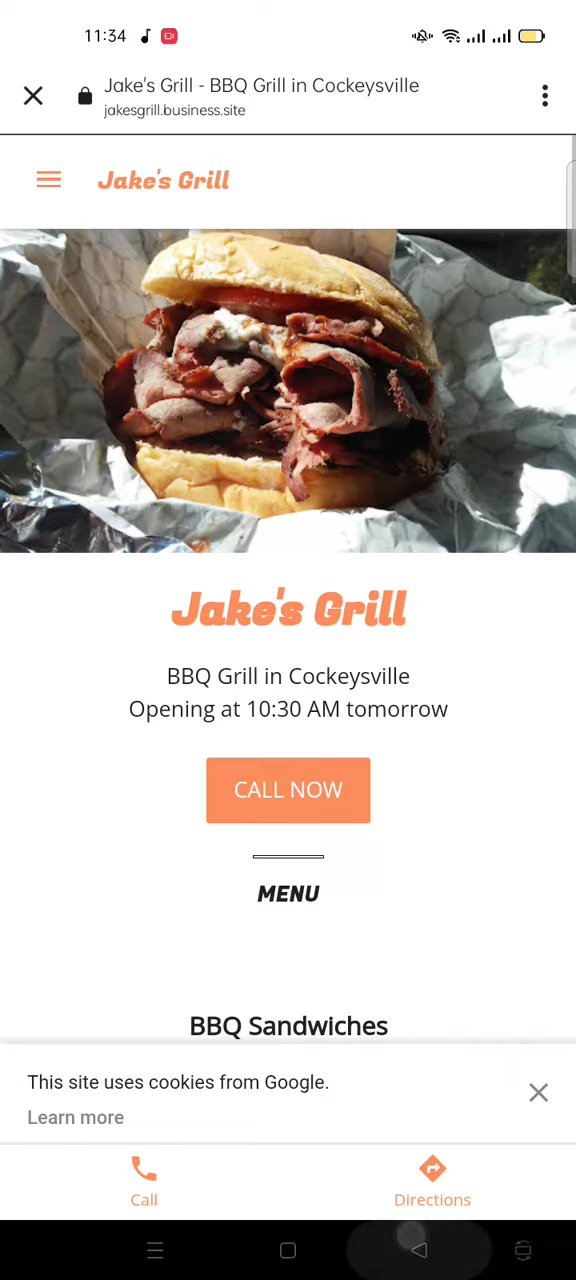 11:34
Jake's Grill - BBQ Grill in Cockeysville
jakesgrill.business.site
Jake's Grill
Jake's Grill
BBQ Grill in Cockeysville
Opening at 10:30 AM tomorrow
CALL NOW
MENU
BBQ Sandwiches
This site uses cookies from Google.
Learn more
Call
Directions